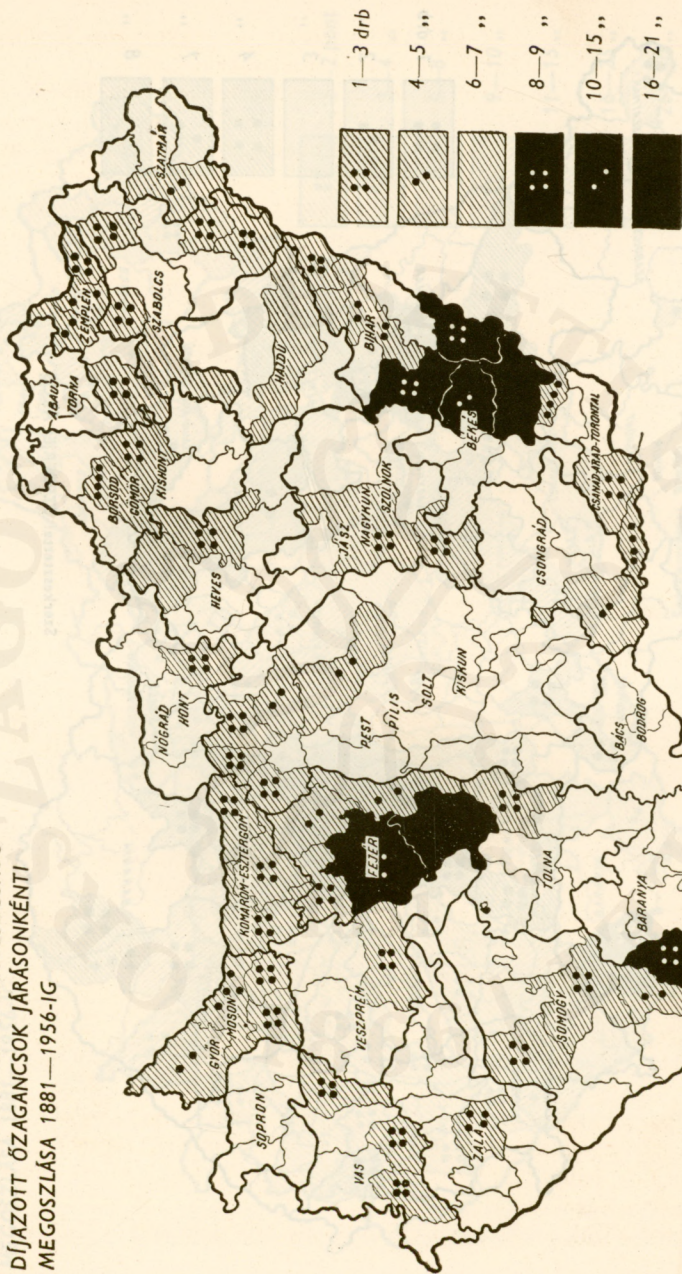 DÍJAZOTT ŐZAGANCSOK JÁRÁSONKÉNTI
MEGOSZLÁSA 1881—1956-IG
ABAUJ
TORNA
ZEMPLÉN
SZATMÁR
BORSOD
GÖMÖR
KISHONT
SZABOLCS
NÓGRÁD
HONT
HEVES
HAJDU
GYŐR
MOSON
KOMÁROM-ESZTERGOM
SOPRON
PEST
PILIS
SOLT
KISKUN
JÁSZ
NAGYKUN
SZOLNOK
BIHAR
VAS
VESZPRÉM
FEJÉR
BÉKÉS
ZALA
SOMOGY
TOLNA
CSONGRÁD
CSANÁD-ARAD-TORONTÁL
BARANYA
BÁCS
BODROG
1—3 drb
4—5 „
6—7 „
8—9 „
10—15 „
16—21 „